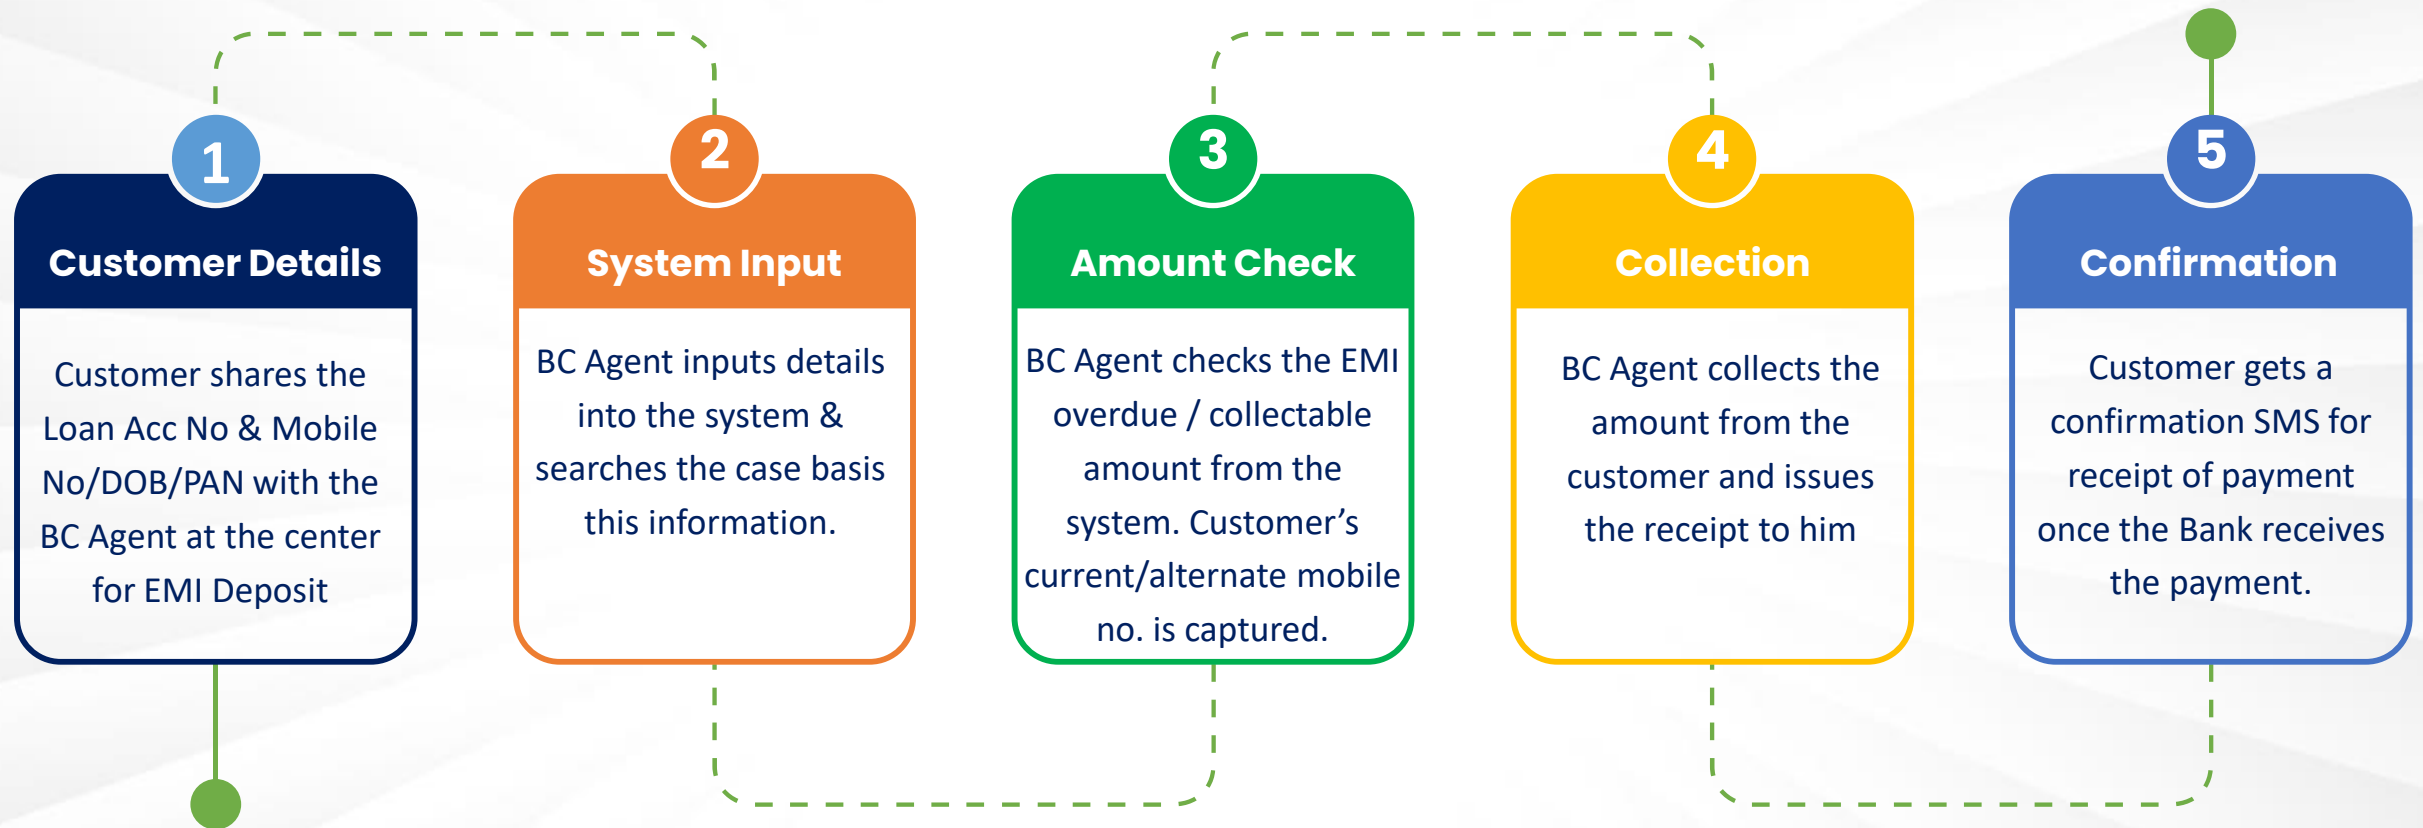 1
Customer Details
Customer shares the
Loan Acc No & Mobile
No/DOB/PAN with the
BC Agent at the center
for EMI Deposit
2
System Input
BC Agent inputs details
into the system &
searches the case basis
this information.
3
Amount Check
BC Agent checks the EMI
overdue / collectable
amount from the
system. Customer’s
current/alternate mobile
no. is captured.
4
Collection
BC Agent collects the
amount from the
customer and issues
the receipt to him
5
Confirmation
Customer gets a
confirmation SMS for
receipt of payment
once the Bank receives
the payment.